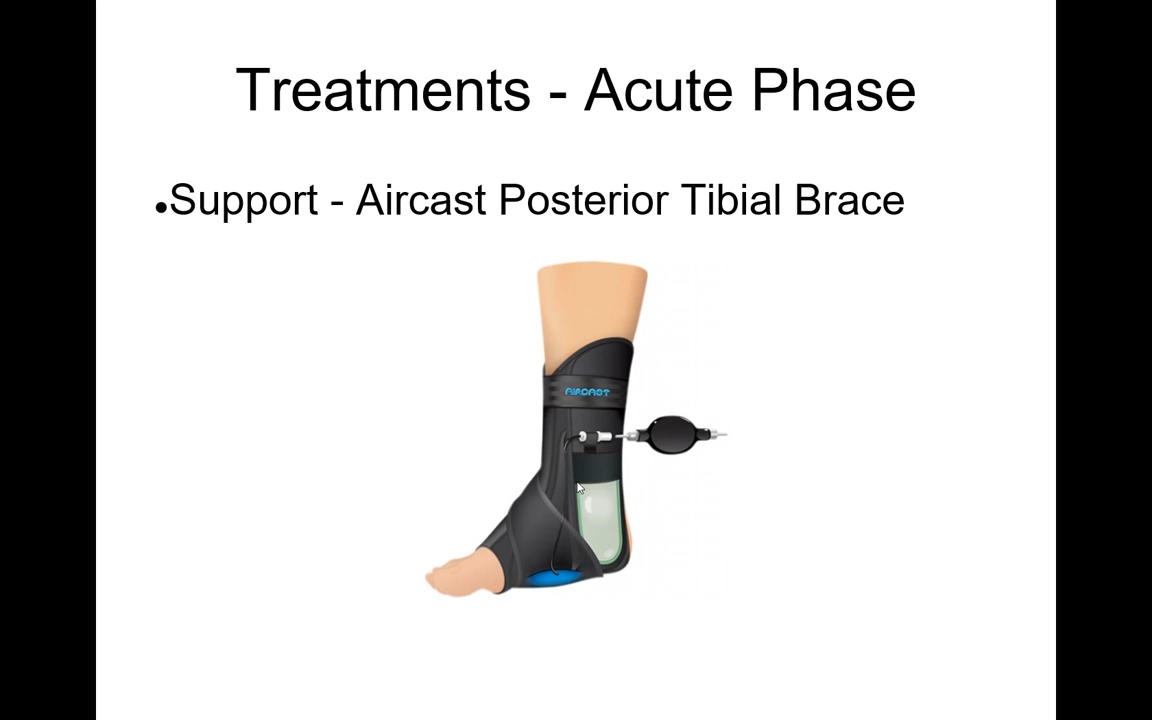 Treatments - Acute Phase
•Support - Aircast Posterior Tibial Brace
AIRCAST